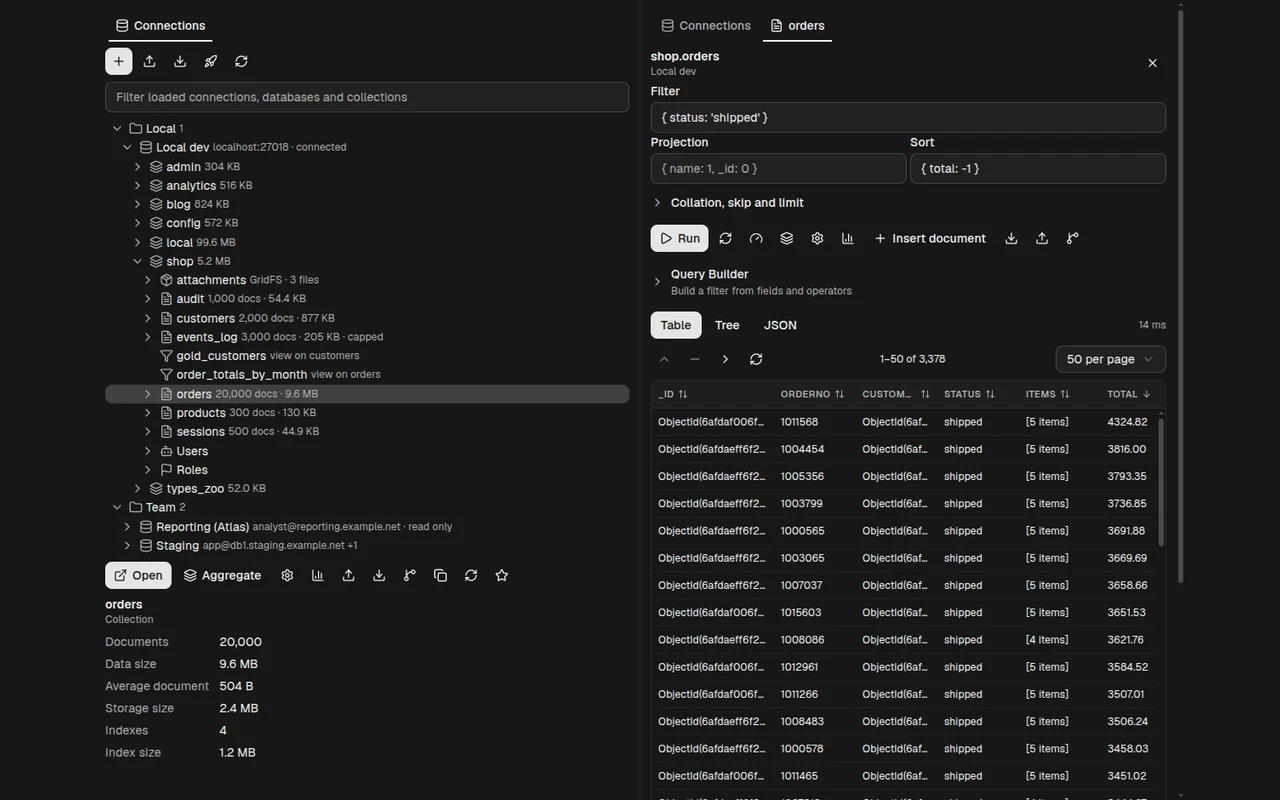 Connections
Filter loaded connections, databases and collections
Local 1
Local dev localhost:27018 · connected
admin 304 KB
analytics 516 KB
blog 824 KB
config 572 KB
local 99.6 MB
shop 5.2 MB
attachments GridFS · 3 files
audit 1,000 docs · 54.4 KB
customers 2,000 docs · 877 KB
events_log 3,000 docs · 205 KB · capped
gold_customers view on customers
order_totals_by_month view on orders
orders 20,000 docs · 9.6 MB
products 300 docs · 130 KB
sessions 500 docs · 44.9 KB
Users
Roles
types_zoo 52.0 KB
Team 2
Reporting (Atlas) analyst@reporting.example.net · read only
Staging app@db1.staging.example.net +1
Open Aggregate
orders
Collection
Documents 20,000
Data size 9.6 MB
Average document 504 B
Storage size 2.4 MB
Indexes 4
Index size 1.2 MB
Connections orders
shop.orders
Local dev
Filter
{ status: 'shipped' }
Projection Sort
{ name: 1, _id: 0 } { total: -1 }
Collation, skip and limit
Run Insert document
Query Builder
Build a filter from fields and operators
Table Tree JSON 14 ms
1–50 of 3,378 50 per page
_ID ORDERNO CUSTOM... STATUS ITEMS TOTAL
ObjectId(6afdaf006f... 1011568 ObjectId(6af... shipped [5 items] 4324.82
ObjectId(6afdaeff6f2... 1004454 ObjectId(6af... shipped [5 items] 3816.00
ObjectId(6afdaeff6f2... 1005356 ObjectId(6af... shipped [5 items] 3793.35
ObjectId(6afdaeff6f2... 1003799 ObjectId(6af... shipped [5 items] 3736.85
ObjectId(6afdaeff6f2... 1000565 ObjectId(6af... shipped [5 items] 3691.88
ObjectId(6afdaeff6f2... 1003065 ObjectId(6af... shipped [5 items] 3669.69
ObjectId(6afdaeff6f2... 1007037 ObjectId(6af... shipped [5 items] 3658.66
ObjectId(6afdaf006f... 1015603 ObjectId(6af... shipped [5 items] 3651.53
ObjectId(6afdaeff6f2... 1008086 ObjectId(6af... shipped [4 items] 3621.76
ObjectId(6afdaf006f... 1012961 ObjectId(6af... shipped [5 items] 3584.52
ObjectId(6afdaf006f... 1011266 ObjectId(6af... shipped [5 items] 3507.01
ObjectId(6afdaeff6f2... 1008483 ObjectId(6af... shipped [5 items] 3506.24
ObjectId(6afdaeff6f2... 1000578 ObjectId(6af... shipped [5 items] 3458.03
ObjectId(6afdaf006f... 1011465 ObjectId(6af... shipped [5 items] 3451.02